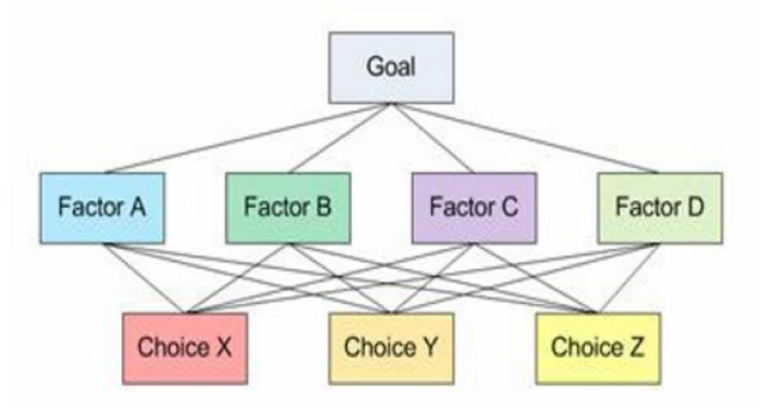 Goal
Factor A
Factor B
Factor C
Factor D
Choice X
Choice Y
Choice Z